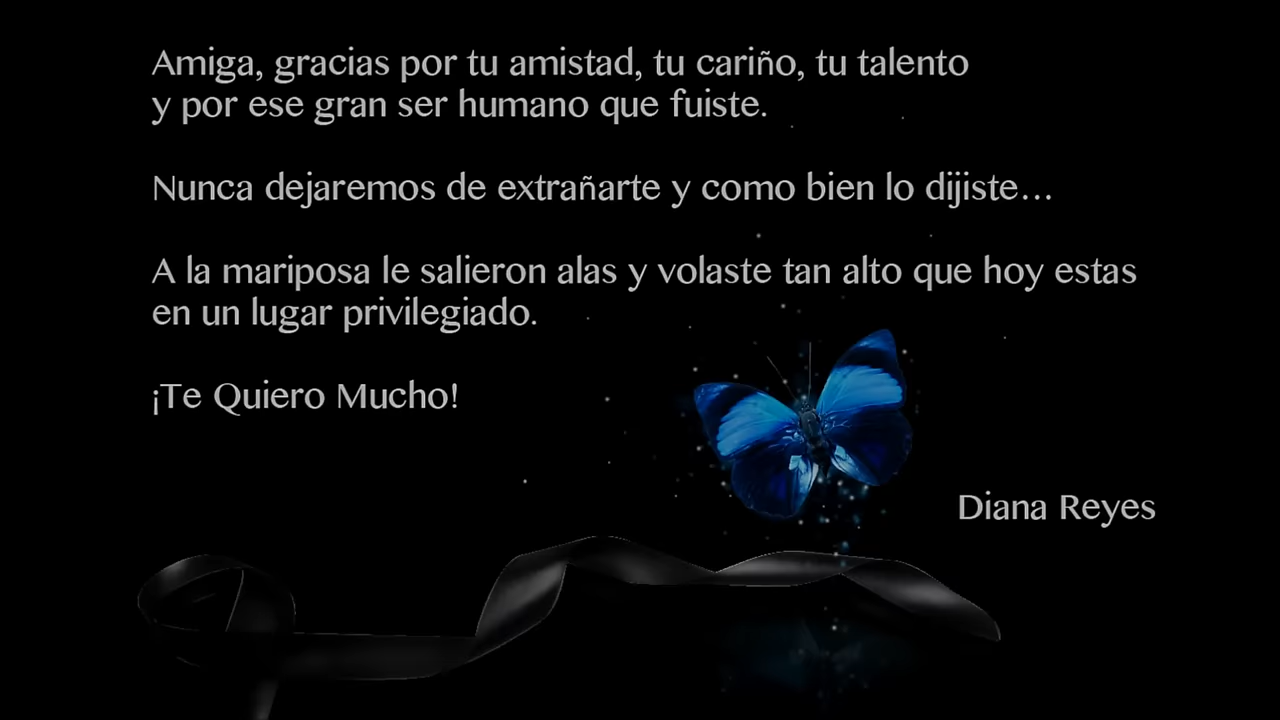 Amiga, gracias por tu amistad, tu cariño, tu talento
y por ese gran ser humano que fuiste.
Nunca dejaremos de extrañarte y como bien lo dijiste...
A la mariposa le salieron alas y volaste tan alto que hoy estas
en un lugar privilegiado.
¡Te Quiero Mucho!
Diana Reyes